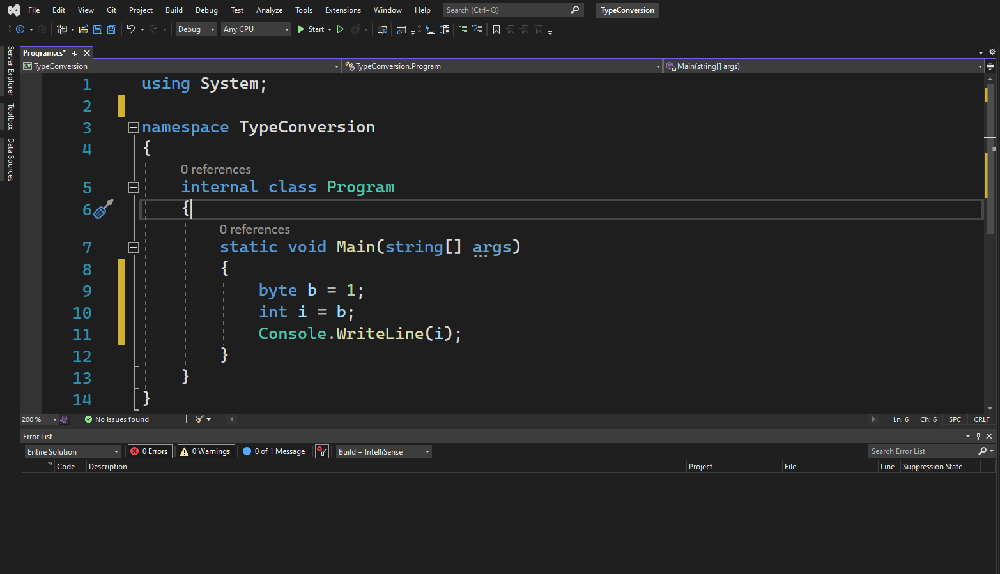 File Edit View Git Project Build Debug Test Analyze Tools Extensions Window Help Search (Ctrl+Q) TypeConversion
Debug Any CPU Start
Server Explorer
Toolbox
Data Sources
Program.cs*
C# TypeConversion TypeConversion.Program Main(string[] args)
1 using System;
2
3 namespace TypeConversion
4 {
0 references
5 internal class Program
6 {
0 references
7 static void Main(string[] args)
8 {
9 byte b = 1;
10 int i = b;
11 Console.WriteLine(i);
12 }
13 }
14 }
200 % No issues found Ln: 6 Ch: 6 SPC CRLF
Error List
Entire Solution 0 Errors 0 Warnings 0 of 1 Message Build + IntelliSense Search Error List
Code Description Project File Line Suppression State